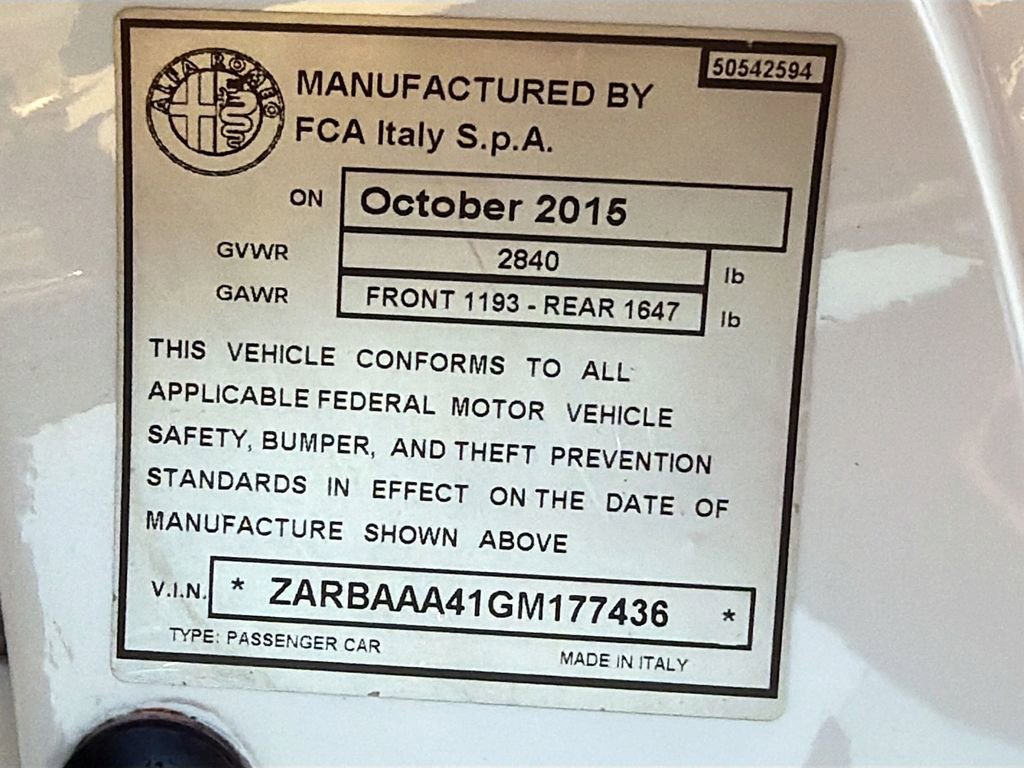 50542594
ALFA ROMEO
MANUFACTURED BY
FCA Italy S.p.A.
ON October 2015
GVWR 2840 lb
GAWR FRONT 1193 - REAR 1647 lb
THIS VEHICLE CONFORMS TO ALL
APPLICABLE FEDERAL MOTOR VEHICLE
SAFETY, BUMPER, AND THEFT PREVENTION
STANDARDS IN EFFECT ON THE DATE OF
MANUFACTURE SHOWN ABOVE
V.I.N. * ZARBAAA41GM177436 *
TYPE: PASSENGER CAR MADE IN ITALY